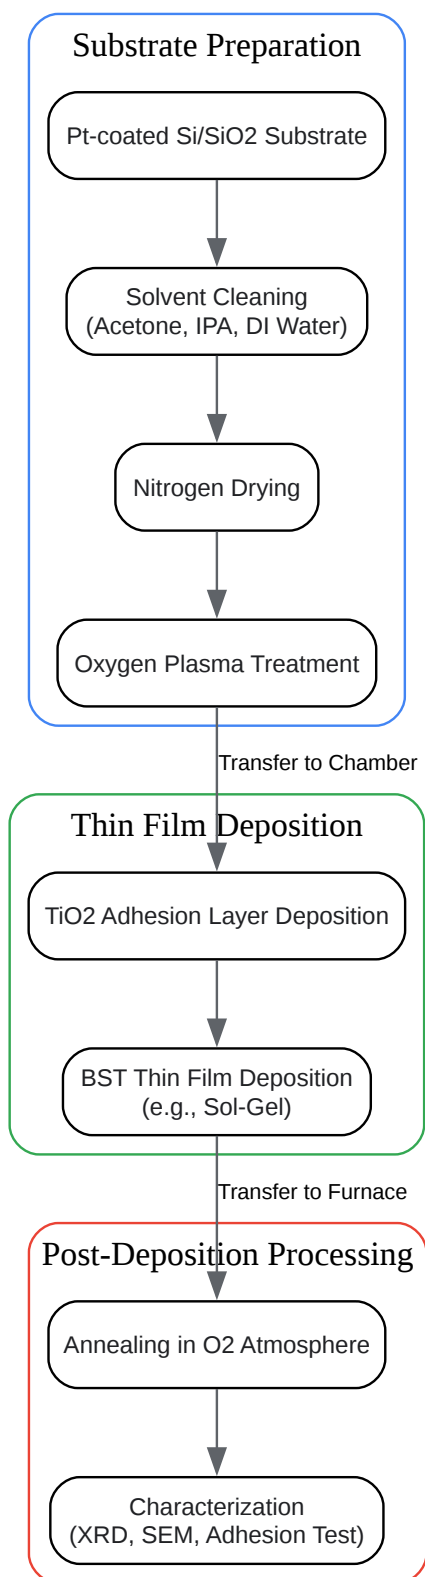 Substrate Preparation
Pt-coated Si/SiO2 Substrate
Solvent Cleaning
(Acetone, IPA, DI Water)
Nitrogen Drying
Oxygen Plasma Treatment
Transfer to Chamber
Thin Film Deposition
TiO2 Adhesion Layer Deposition
BST Thin Film Deposition
(e.g., Sol-Gel)
Transfer to Furnace
Post-Deposition Processing
Annealing in O2 Atmosphere
Characterization
(XRD, SEM, Adhesion Test)